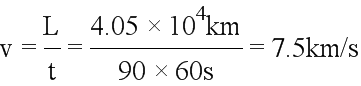 v = L/t = 4.05 × 10⁴km / 90 × 60s = 7.5km/s